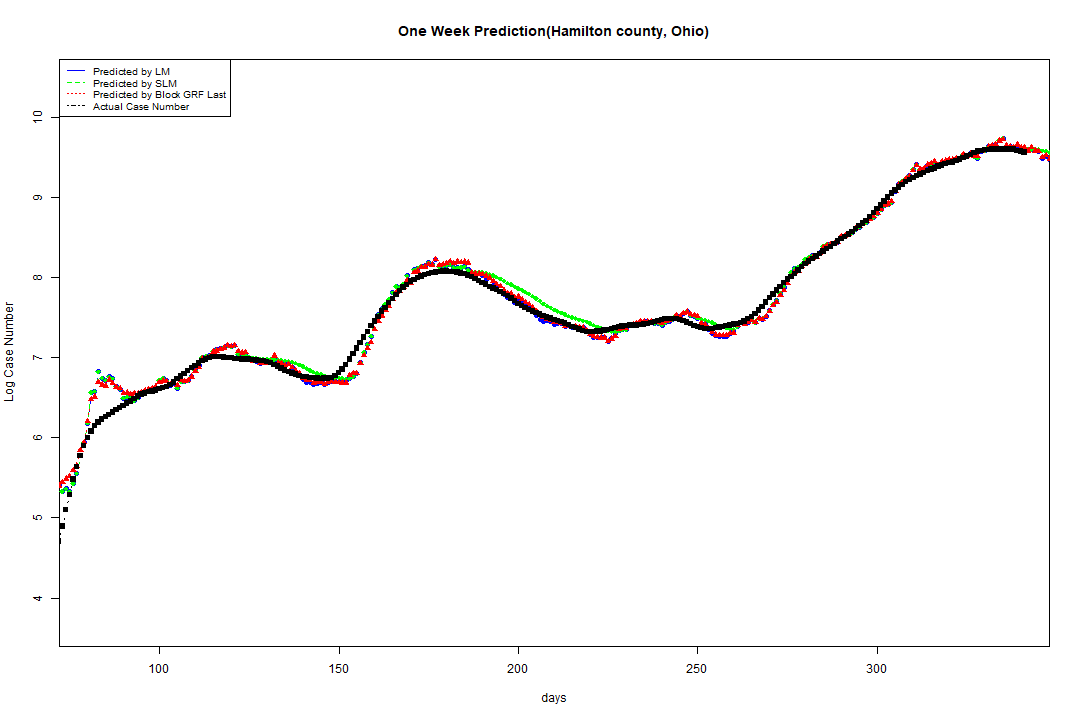 One Week Prediction(Hamilton county, Ohio)
Predicted by LM
Predicted by SLM
Predicted by Block GRF Last
Actual Case Number
10
9
8
7
6
5
4
Log Case Number
100 150 200 250 300
days